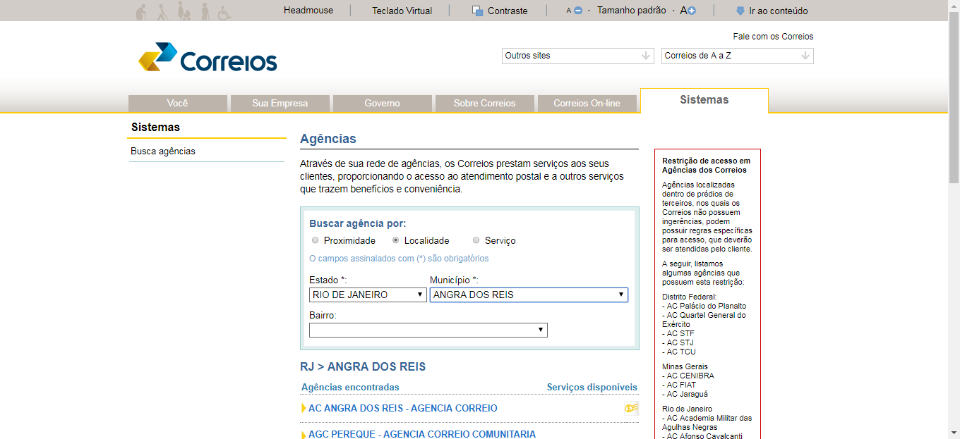 Headmouse
Teclado Virtual
Contraste
A - Tamanho padrão - A
Ir ao conteúdo
Fale com os Correios
Correios
Outros sites
Correios de A a Z
Você
Sua Empresa
Governo
Sobre Correios
Correios On-line
Sistemas
Sistemas
Busca agências
Agências
Através de sua rede de agências, os Correios prestam serviços aos seus
clientes, proporcionando o acesso ao atendimento postal e a outros serviços
que trazem benefícios e conveniência.
Buscar agência por:
Proximidade
Localidade
Serviço
O campos assinalados com (*) são obrigatórios
Estado *:
Município *:
RIO DE JANEIRO
ANGRA DOS REIS
Bairro:
RJ > ANGRA DOS REIS
Agências encontradas
Serviços disponíveis
AC ANGRA DOS REIS - AGENCIA CORREIO
AGC PEREQUE - AGENCIA CORREIO COMUNITARIA
Restrição de acesso em
Agências dos Correios
Agências localizadas
dentro de prédios de
terceiros, nos quais os
Correios não possuem
ingerências, podem
possuir regras específicas
para acesso, que deverão
ser atendidas pelo cliente.
A seguir, listamos
algumas agências que
possuem esta restrição:
Distrito Federal:
- AC Palácio do Planalto
- AC Quartel General do
Exército
- AC STF
- AC STJ
- AC TCU
Minas Gerais
- AC CENIBRA
- AC FIAT
- AC Jaraguá
Rio de Janeiro
- AC Academia Militar das
Agulhas Negras
- AC Afonso Cavalcanti